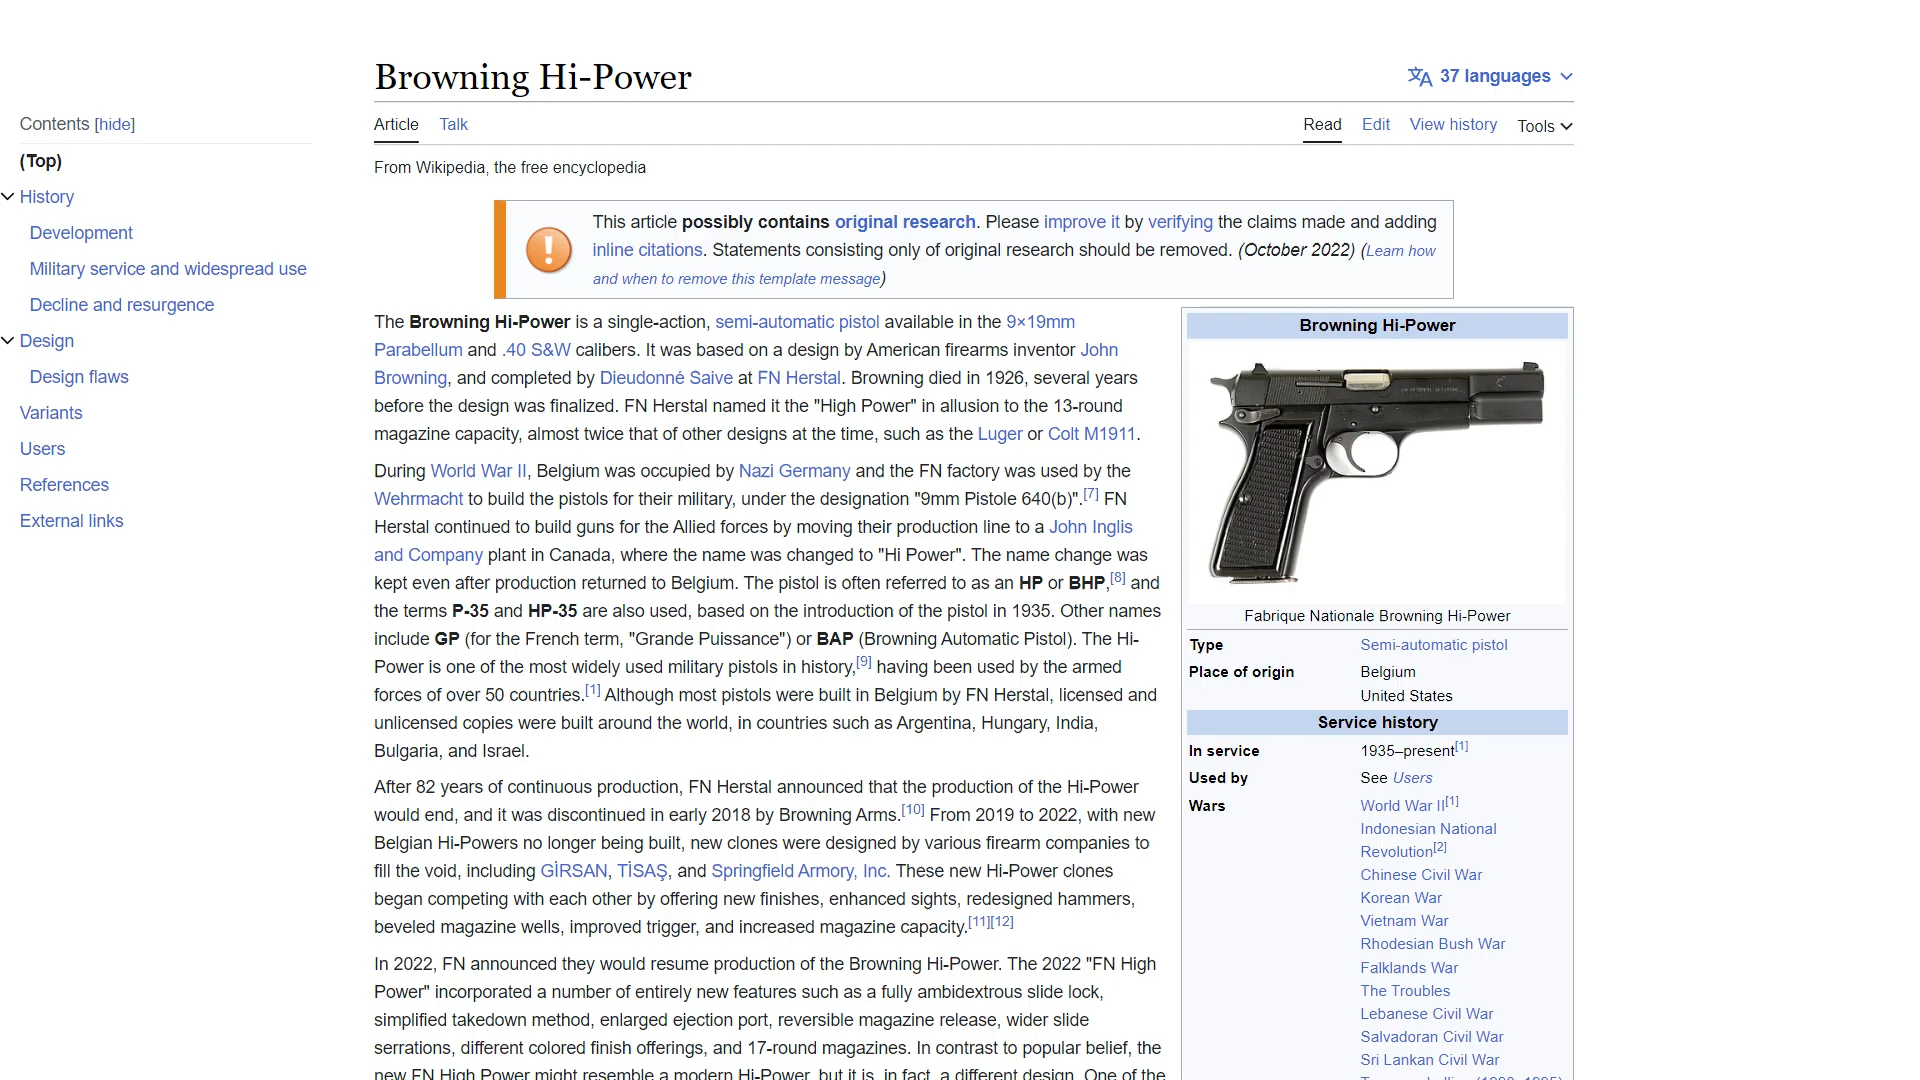 Browning Hi-Power
37 languages
Contents [hide]
(Top)
History
Development
Military service and widespread use
Decline and resurgence
Design
Design flaws
Variants
Users
References
External links
Article Talk
Read Edit View history Tools
From Wikipedia, the free encyclopedia
This article possibly contains original research. Please improve it by verifying the claims made and adding
inline citations. Statements consisting only of original research should be removed. (October 2022) (Learn how
and when to remove this template message)
The Browning Hi-Power is a single-action, semi-automatic pistol available in the 9×19mm
Parabellum and .40 S&W calibers. It was based on a design by American firearms inventor John
Browning, and completed by Dieudonné Saive at FN Herstal. Browning died in 1926, several years
before the design was finalized. FN Herstal named it the "High Power" in allusion to the 13-round
magazine capacity, almost twice that of other designs at the time, such as the Luger or Colt M1911.
During World War II, Belgium was occupied by Nazi Germany and the FN factory was used by the
Wehrmacht to build the pistols for their military, under the designation "9mm Pistole 640(b)".[7] FN
Herstal continued to build guns for the Allied forces by moving their production line to a John Inglis
and Company plant in Canada, where the name was changed to "Hi Power". The name change was
kept even after production returned to Belgium. The pistol is often referred to as an HP or BHP,[8] and
the terms P-35 and HP-35 are also used, based on the introduction of the pistol in 1935. Other names
include GP (for the French term, "Grande Puissance") or BAP (Browning Automatic Pistol). The Hi-
Power is one of the most widely used military pistols in history,[9] having been used by the armed
forces of over 50 countries.[1] Although most pistols were built in Belgium by FN Herstal, licensed and
unlicensed copies were built around the world, in countries such as Argentina, Hungary, India,
Bulgaria, and Israel.
After 82 years of continuous production, FN Herstal announced that the production of the Hi-Power
would end, and it was discontinued in early 2018 by Browning Arms.[10] From 2019 to 2022, with new
Belgian Hi-Powers no longer being built, new clones were designed by various firearm companies to
fill the void, including GİRSAN, TİSAŞ, and Springfield Armory, Inc. These new Hi-Power clones
began competing with each other by offering new finishes, enhanced sights, redesigned hammers,
beveled magazine wells, improved trigger, and increased magazine capacity.[11][12]
In 2022, FN announced they would resume production of the Browning Hi-Power. The 2022 "FN High
Power" incorporated a number of entirely new features such as a fully ambidextrous slide lock,
simplified takedown method, enlarged ejection port, reversible magazine release, wider slide
serrations, different colored finish offerings, and 17-round magazines. In contrast to popular belief, the
new FN High Power might resemble a modern Hi-Power, but it is, in fact, a different design. One of the
Browning Hi-Power
Fabrique Nationale Browning Hi-Power
Type Semi-automatic pistol
Place of origin Belgium
United States
Service history
In service 1935–present[1]
Used by See Users
Wars World War II[1]
Indonesian National
Revolution[2]
Chinese Civil War
Korean War
Vietnam War
Rhodesian Bush War
Falklands War
The Troubles
Lebanese Civil War
Salvadoran Civil War
Sri Lankan Civil War